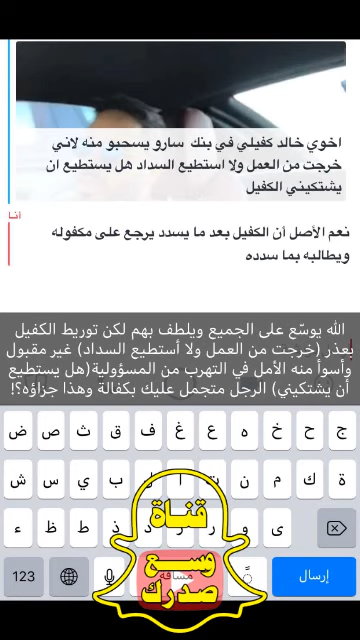 اخوي خالد كفيلي في بنك سارو يسحبو منه لاني
خرجت من العمل ولا استطيع السداد هل يستطيع ان
يشتكيني الكفيل
أنا
نعم الأصل أن الكفيل بعد ما يسدد يرجع على مكفوله
ويطالبه بما سدده
الله يوسّع على الجميع ويلطف بهم لكن توريط الكفيل
بعذر (خرجت من العمل ولا أستطيع السداد) غير مقبول
وأسوأ منه الأمل في التهرب من المسؤولية(هل يستطيع
أن يشتكيني) الرجل متجمل عليك بكفالة وهذا جزاؤه؟!
ض ص ث ق ف غ ع ه خ ح ج
ش س ي ب ل ا ت ن م ك ة
ء ظ ط ذ د ز ر و ى
قناة
وسع
صدرك
123
مسافة
إرسال